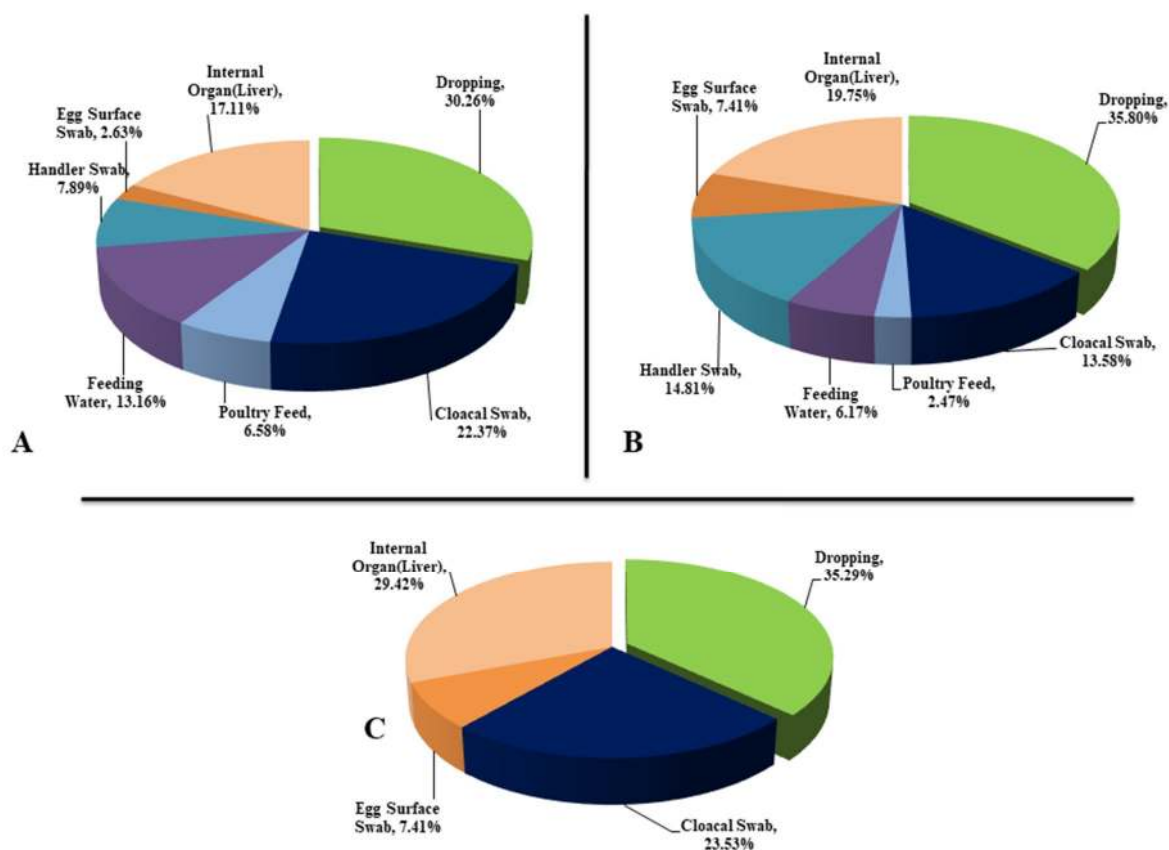 Internal
Organ(Liver),
17.11%
Dropping,
30.26%
Egg Surface
Swab, 2.63%
Handler Swab,
7.89%
Feeding
Water, 13.16%
Poultry Feed,
6.58%
Cloacal Swab,
22.37%
A
Internal
Organ(Liver),
19.75%
Egg Surface
Swab, 7.41%
Dropping,
35.80%
Handler Swab,
14.81%
Feeding
Water, 6.17%
Poultry Feed,
2.47%
Cloacal Swab,
13.58%
B
Internal
Organ(Liver),
29.42%
Dropping,
35.29%
C
Egg Surface
Swab, 7.41%
Cloacal Swab,
23.53%